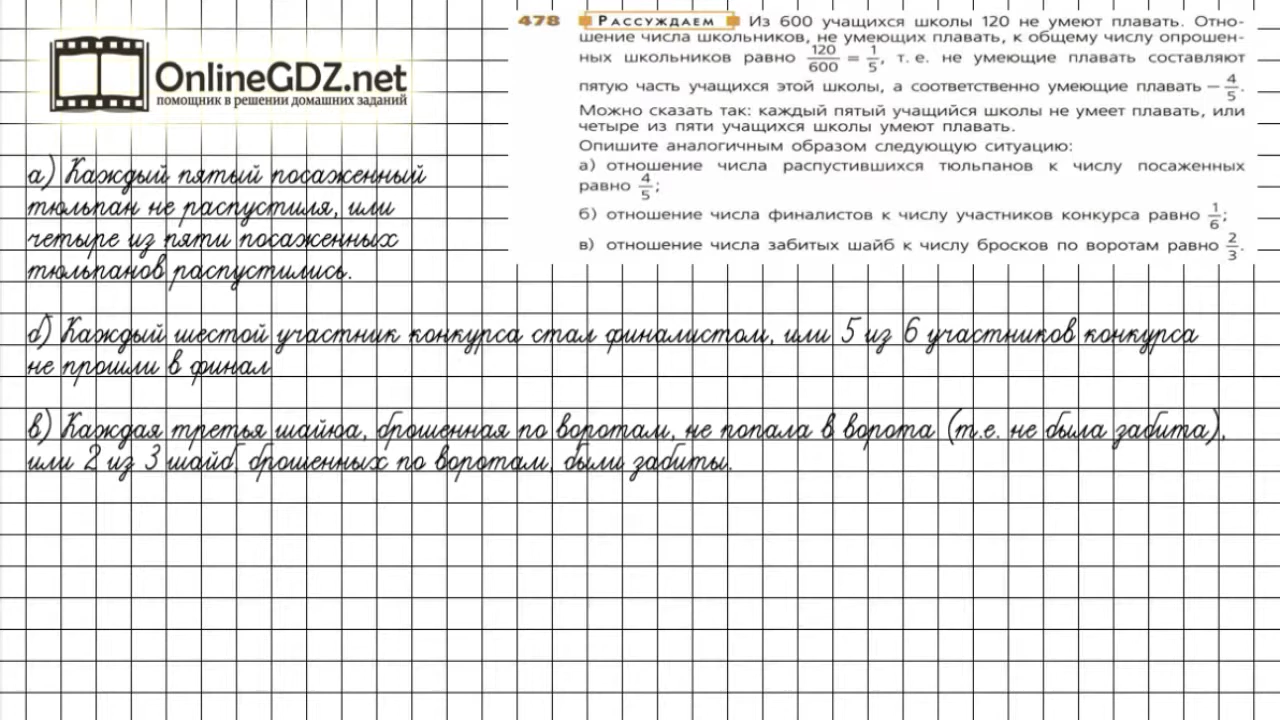 OnlineGDZ.net
помощник в решении домашних заданий
478 Рассуждаем Из 600 учащихся школы 120 не умеют плавать. Отно-
шение числа школьников, не умеющих плавать, к общему числу опрошен-
ных школьников равно 120/600 = 1/5, т. е. не умеющие плавать составляют
пятую часть учащихся этой школы, а соответственно умеющие плавать — 4/5.
Можно сказать так: каждый пятый учащийся школы не умеет плавать, или
четыре из пяти учащихся школы умеют плавать.
Опишите аналогичным образом следующую ситуацию:
а) отношение числа распустившихся тюльпанов к числу посаженных
равно 4/5;
б) отношение числа финалистов к числу участников конкурса равно 1/6;
в) отношение числа забитых шайб к числу бросков по воротам равно 2/3.
а) Каждый пятый посаженный
тюльпан не распустиля, или
четыре из пяти посаженных
тюльпанов распустились.
б) Каждый шестой участник конкурса стал финалистом, или 5 из 6 участников конкурса
не прошли в финал
в) Каждая третья шайюа, брошенная по воротам, не попала в ворота (т.е. не была забита),
или 2 из 3 шайб, брошенных по воротам, были забиты.